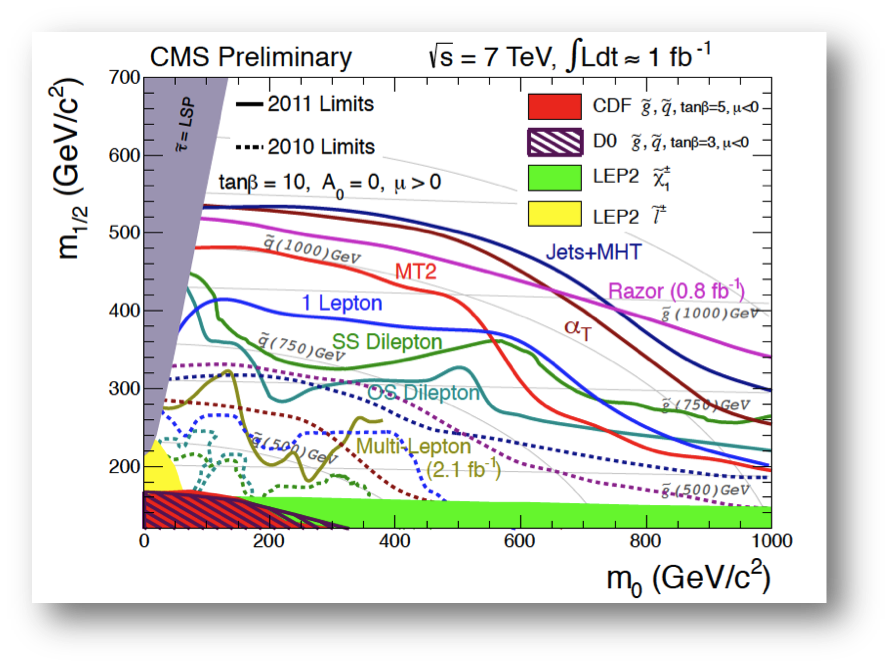 CMS Preliminary √s = 7 TeV, ∫Ldt ≈ 1 fb⁻¹
m₁/₂ (GeV/c²)
700
600
500
400
300
200
0 200 400 600 800 1000
m₀ (GeV/c²)
τ̃ = LSP
2011 Limits
2010 Limits
tanβ = 10, A₀ = 0, μ > 0
CDF g̃, q̃, tanβ=5, μ<0
D0 g̃, q̃, tanβ=3, μ<0
LEP2 χ̃₁±
LEP2 l̃±
q̃(1000)GeV
Jets+MHT
MT2
Razor (0.8 fb⁻¹)
1 Lepton
g̃(1000)GeV
αT
q̃(750)GeV
SS Dilepton
OS Dilepton
g̃(750)GeV
q̃(500)GeV
Multi-Lepton
(2.1 fb⁻¹)
g̃(500)GeV